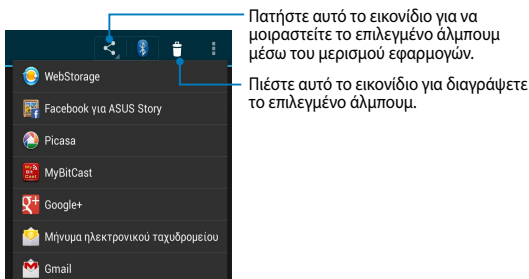 Πατήστε αυτό το εικονίδιο για να
μοιραστείτε το επιλεγμένο άλμπουμ
μέσω του μερισμού εφαρμογών.
Πιέστε αυτό το εικονίδιο για διαγράψετε
το επιλεγμένο άλμπουμ.
WebStorage
Facebook για ASUS Story
Picasa
MyBitCast
Google+
Μήνυμα ηλεκτρονικού ταχυδρομείου
Gmail